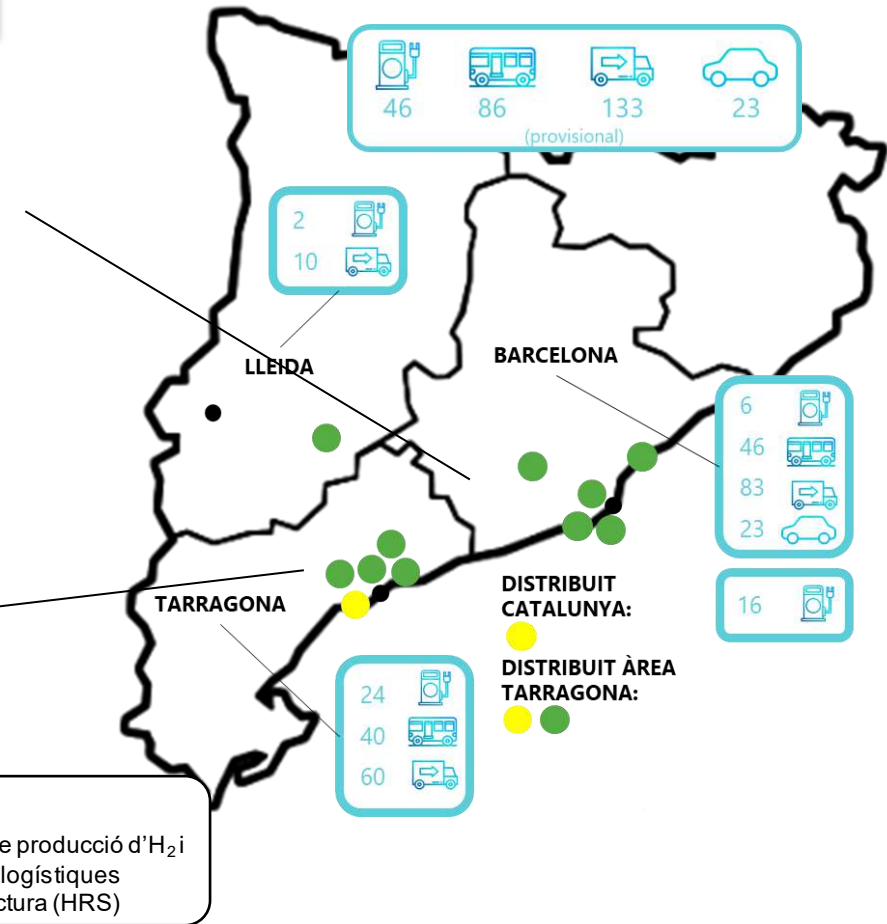 46 86 133 23
(provisional)
2
10
LLEIDA
BARCELONA
6
46
83
23
16
TARRAGONA
DISTRIBUIT
CATALUNYA:
DISTRIBUIT ÀREA
TARRAGONA:
24
40
60
producció d'H₂ i
logístiques
(HRS)